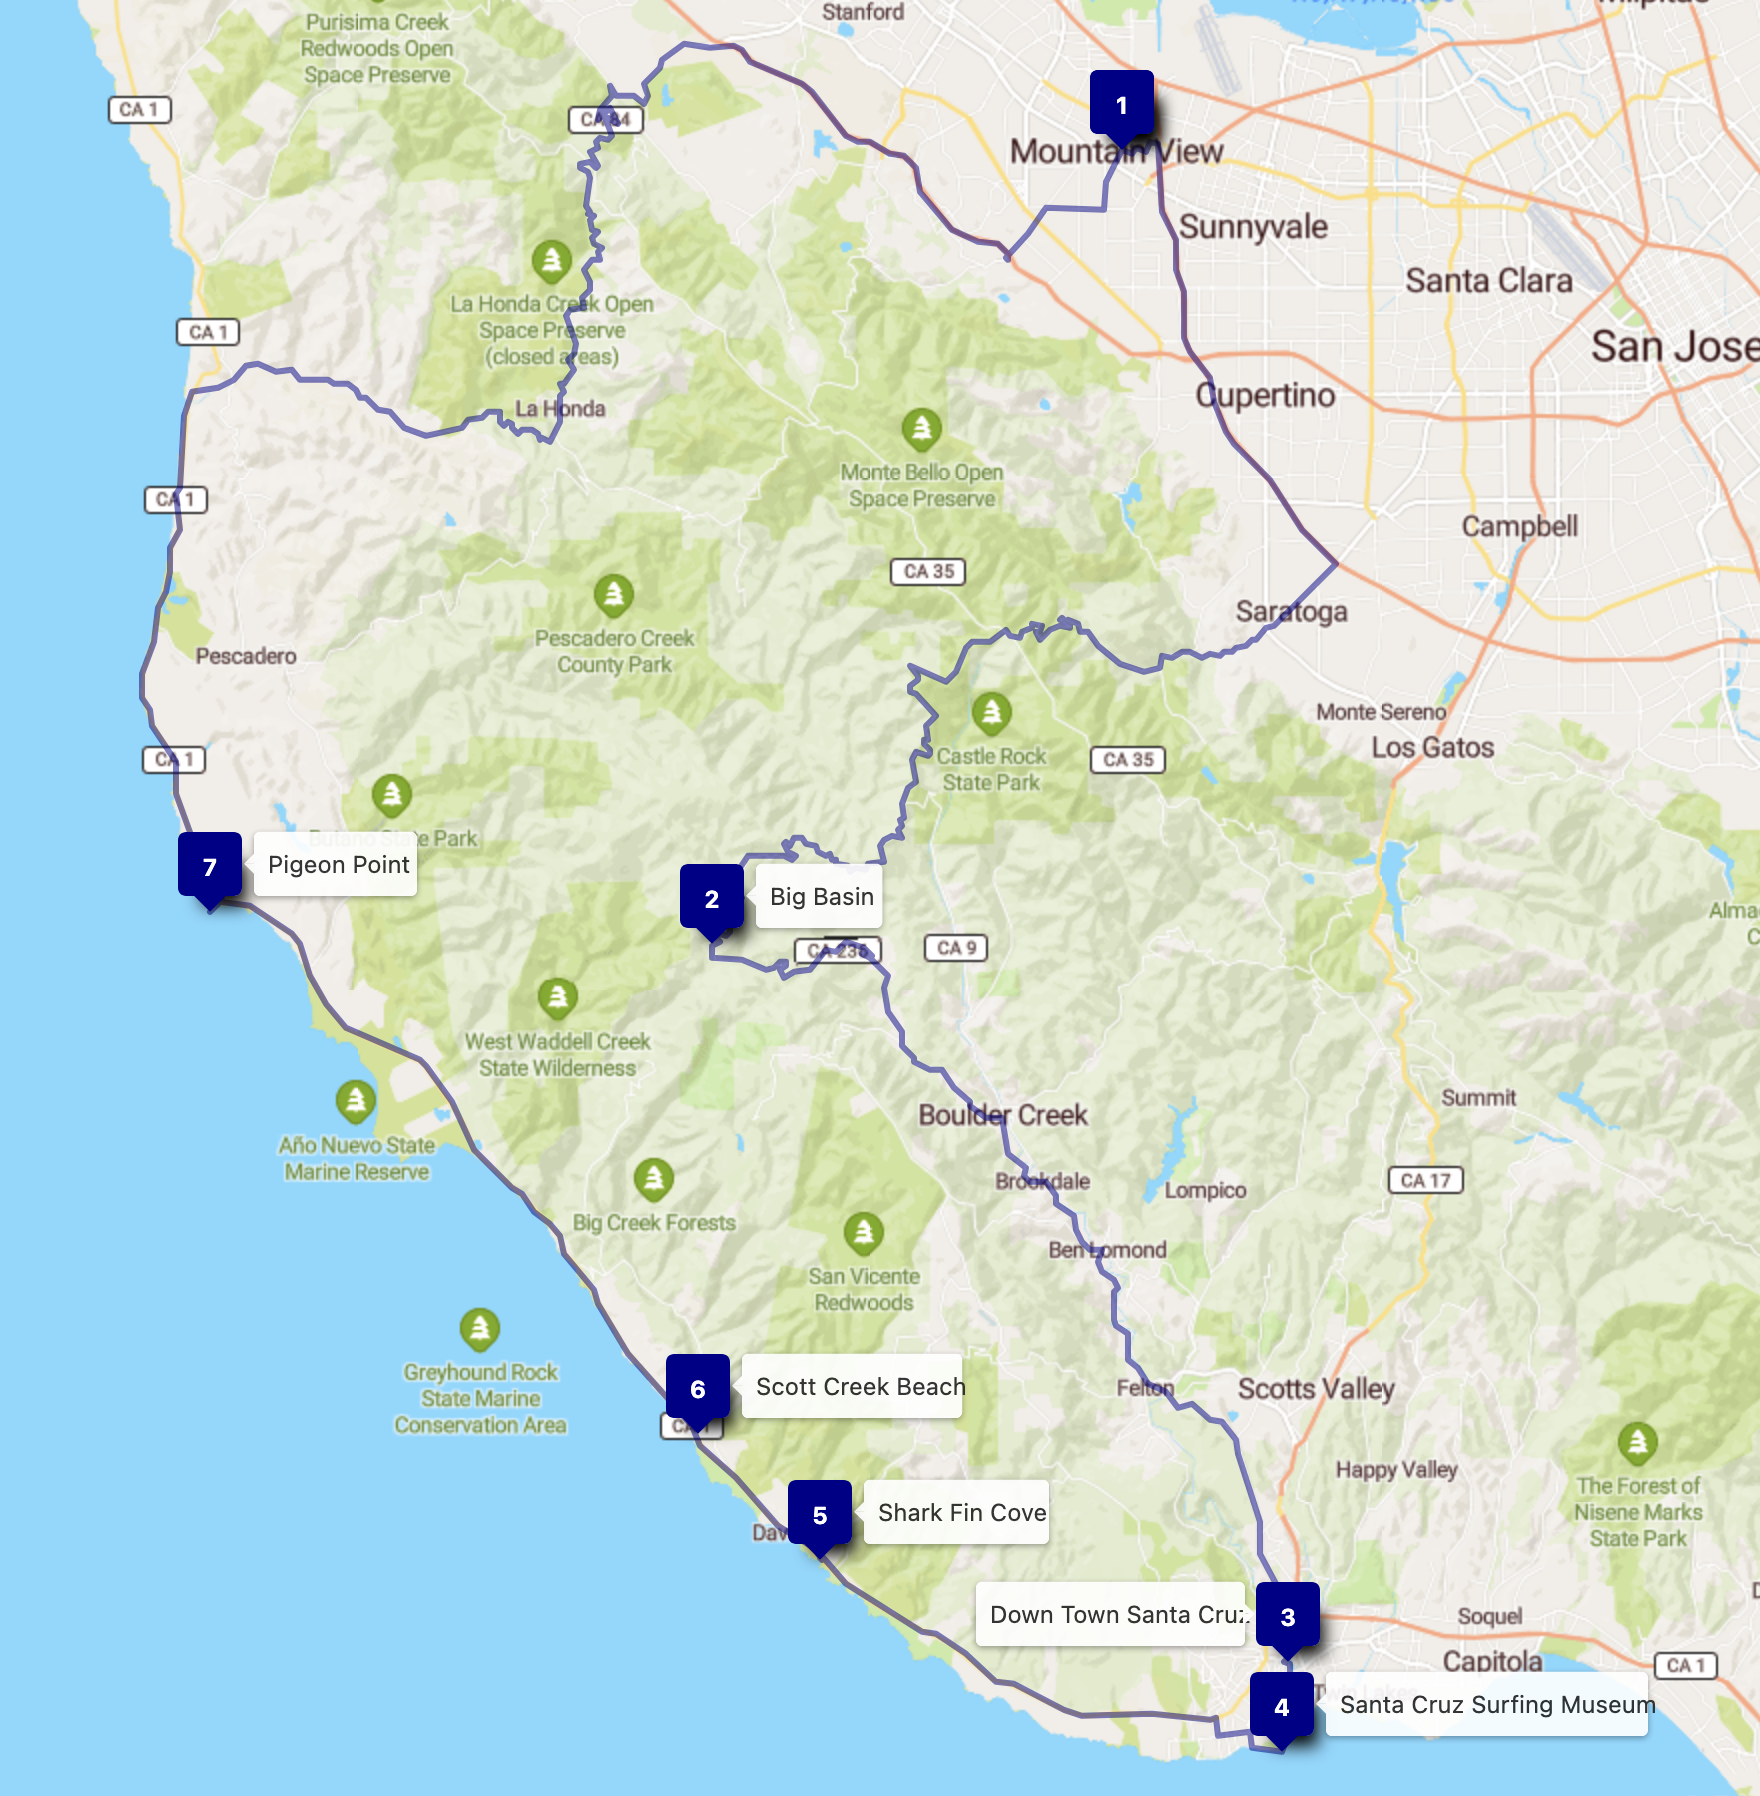 Purisima Creek
Redwoods Open
Space Preserve
Stanford
CA 1
CA 84
1
Mountain View
Sunnyvale
Santa Clara
San Jose
La Honda Creek Open
Space Preserve
(closed areas)
CA 1
Cupertino
La Honda
Monte Bello Open
Space Preserve
CA 1
Campbell
CA 35
Saratoga
Pescadero Creek
County Park
Pescadero
Monte Sereno
Los Gatos
Castle Rock
State Park
CA 35
CA 1
Butano State Park
7
Pigeon Point
2
Big Basin
CA 236
CA 9
West Waddell Creek
State Wilderness
Summit
Boulder Creek
Año Nuevo State
Marine Reserve
Brookdale
Lompico
CA 17
Big Creek Forests
Ben Lomond
San Vicente
Redwoods
Greyhound Rock
State Marine
Conservation Area
6
Scott Creek Beach
CA 1
Felton
Scotts Valley
Happy Valley
The Forest of
Nisene Marks
State Park
5
Shark Fin Cove
Dav
Down Town Santa Cruz
3
Soquel
Capitola
CA 1
Twin Lakes
4
Santa Cruz Surfing Museum